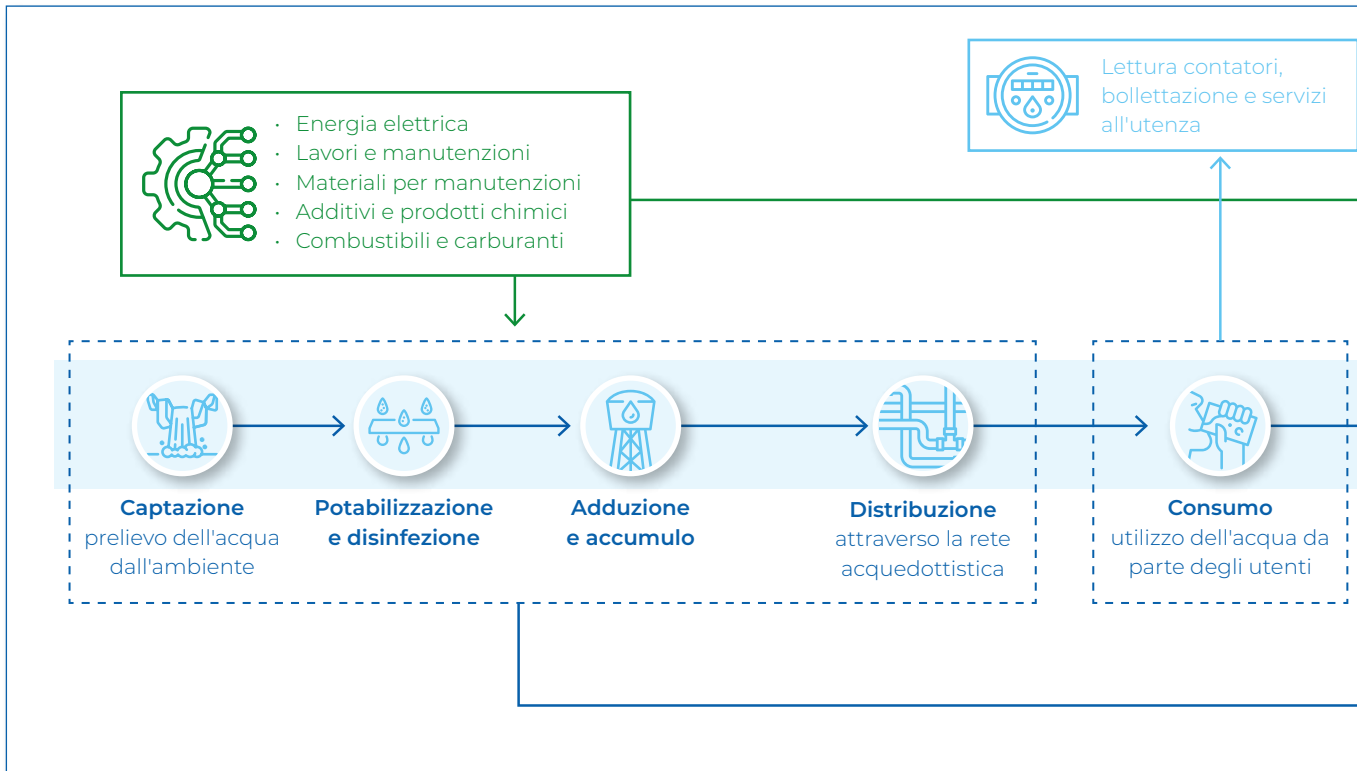 Lettura contatori,
bollettazione e servizi
all'utenza
· Energia elettrica
· Lavori e manutenzioni
· Materiali per manutenzioni
· Additivi e prodotti chimici
· Combustibili e carburanti
Captazione
prelievo dell'acqua
dall'ambiente
Potabilizzazione
e disinfezione
Adduzione
e accumulo
Distribuzione
attraverso la rete
acquedottistica
Consumo
utilizzo dell'acqua da
parte degli utenti